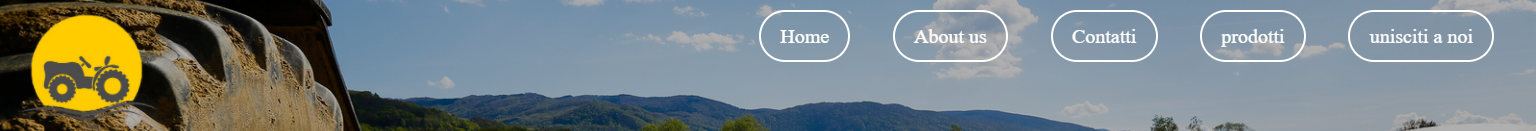 Home
About us
Contatti
prodotti
unisciti a noi